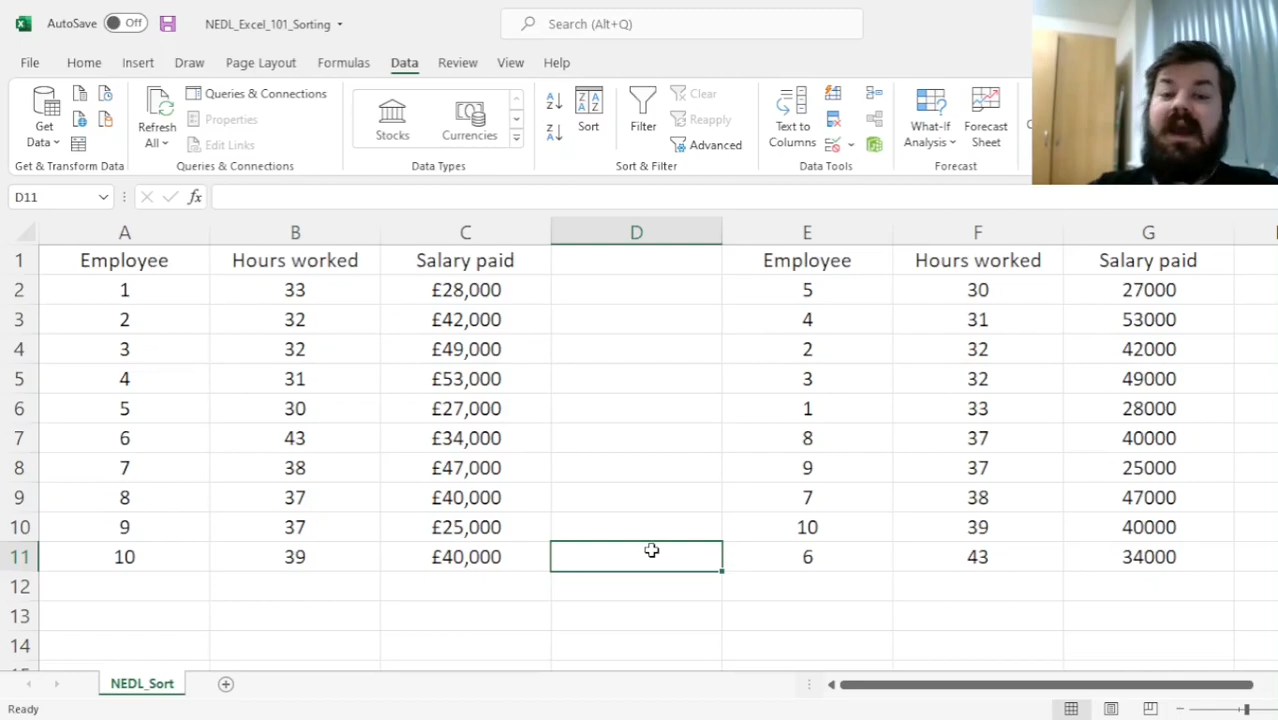 AutoSave Off NEDL_Excel_101_Sorting Search (Alt+Q)
File Home Insert Draw Page Layout Formulas Data Review View Help
Get Data
Refresh All
Queries & Connections
Properties
Edit Links
Stocks
Currencies
Sort
Filter
Clear
Reapply
Advanced
Text to Columns
What-If Analysis
Forecast Sheet
Get & Transform Data Queries & Connections Data Types Sort & Filter Data Tools Forecast
D11 fx
A B C D E F G
1 Employee Hours worked Salary paid Employee Hours worked Salary paid
2 1 33 £28,000 5 30 27000
3 2 32 £42,000 4 31 53000
4 3 32 £49,000 2 32 42000
5 4 31 £53,000 3 32 49000
6 5 30 £27,000 1 33 28000
7 6 43 £34,000 8 37 40000
8 7 38 £47,000 9 37 25000
9 8 37 £40,000 7 38 47000
10 9 37 £25,000 10 39 40000
11 10 39 £40,000 6 43 34000
12
13
14
NEDL_Sort
Ready